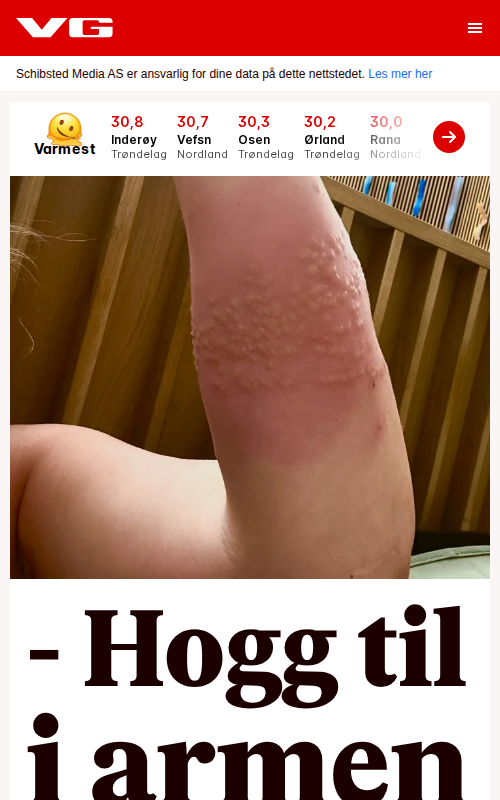 VG
Schibsted Media AS er ansvarlig for dine data på dette nettstedet. Les mer her
Varmest
30,8
Inderøy
Trøndelag
30,7
Vefsn
Nordland
30,3
Osen
Trøndelag
30,2
Ørland
Trøndelag
30,0
Rana
Nordland
- Hogg til
i armen